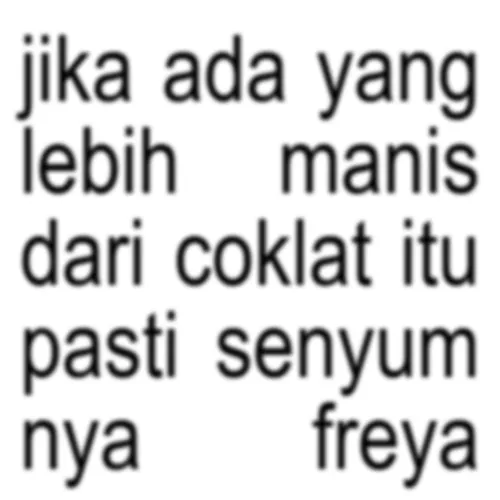 jika ada yang
lebih manis
dari coklat itu
pasti senyum
nya freya